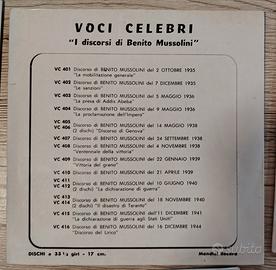 VOCI CELEBRI
"I discorsi di Benito Mussolini"
VC 401 Discorso di BENITO MUSSOLINI del 2 OTTOBRE 1935
"La mobilitazione generale"
VC 402 Discorso di BENITO MUSSOLINI del 7 DICEMBRE 1935
"Le sanzioni"
VC 403 Discorso di BENITO MUSSOLINI del 5 MAGGIO 1936
"La presa di Addis Abeba"
VC 404 Discorso di BENITO MUSSOLINI del 9 MAGGIO 1936
"La proclamazione dell'Impero"
VC 405
VC 406 Discorso di BENITO MUSSOLINI del 14 MAGGIO 1938
(2 dischi) "Discorso di Genova"
VC 407 Discorso di BENITO MUSSOLINI del 24 SETTEMBRE 1938
VC 408 Discorso di BENITO MUSSOLINI del 4 NOVEMBRE 1938
"Ventennale della vittoria"
VC 409 Discorso di BENITO MUSSOLINI del 22 GENNAIO 1939
"Vittoria del grano"
VC 410 Discorso di BENITO MUSSOLINI del 21 APRILE 1939
VC 411
VC 412 Discorso di BENITO MUSSOLINI del 10 GIUGNO 1940
(2 dischi) "La dichiarazione di guerra"
VC 413
VC 414 Discorso di BENITO MUSSOLINI del 18 NOVEMBRE 1940
(2 dischi) "Il disastro di Taranto"
VC 415 Discorso di BENITO MUSSOLINI dell'11 DICEMBRE 1941
"La dichiarazione di guerra agli Stati Uniti"
VC 416 Discorso di BENITO MUSSOLINI del 16 DICEMBRE 1944
"Discorso del Lirico"
DISCHI a 33 1/3 giri - 17 cm. Mondial Record
subito